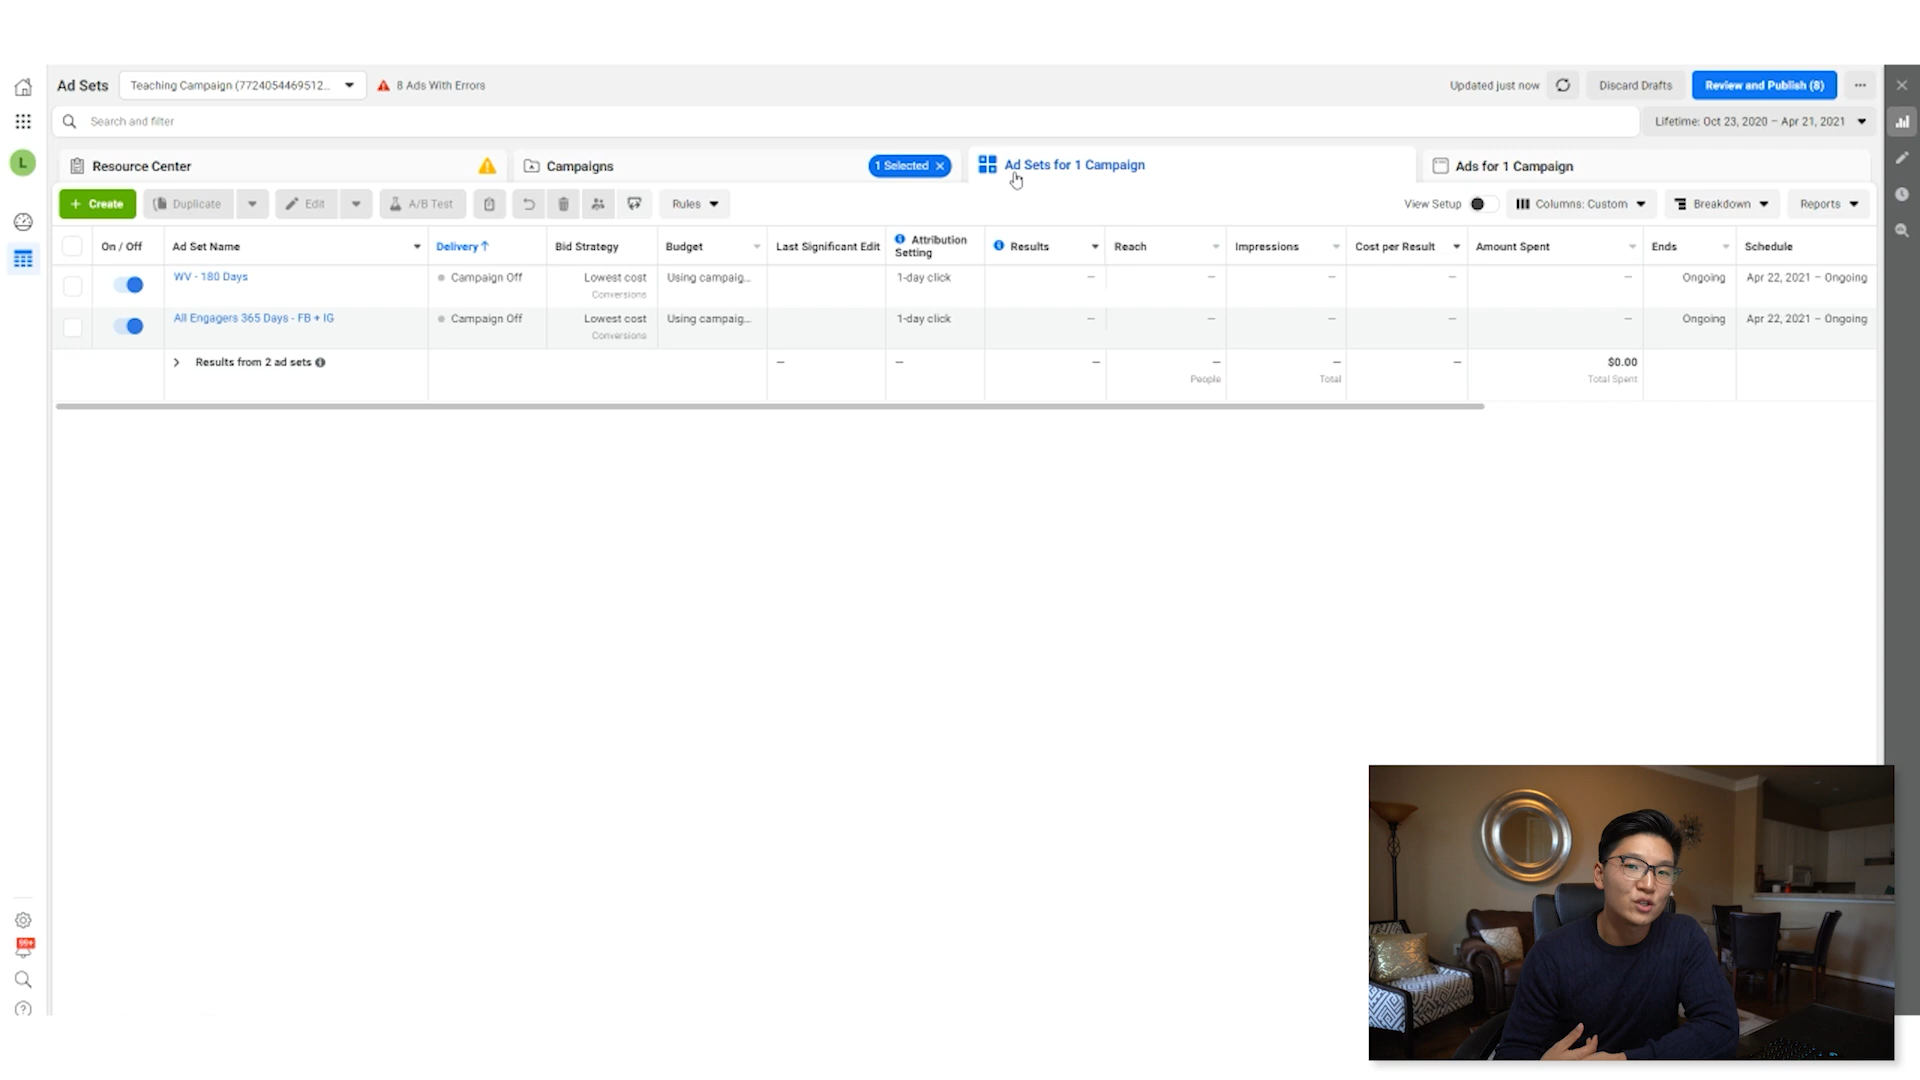 Ad Sets
Teaching Campaign (7724054469512...
8 Ads With Errors
Updated just now
Discard Drafts
Review and Publish (8)
Search and filter
Lifetime: Oct 23, 2020 – Apr 21, 2021
L
Resource Center
Campaigns
1 Selected
Ad Sets for 1 Campaign
Ads for 1 Campaign
+ Create
Duplicate
Edit
A/B Test
Rules
View Setup
Columns: Custom
Breakdown
Reports
On / Off
Ad Set Name
Delivery ↑
Bid Strategy
Budget
Last Significant Edit
Attribution
Setting
Results
Reach
Impressions
Cost per Result
Amount Spent
Ends
Schedule
WV - 180 Days
Campaign Off
Lowest cost
Conversions
Using campaig...
1-day click
—
—
—
—
—
Ongoing
Apr 22, 2021 – Ongoing
All Engagers 365 Days - FB + IG
Campaign Off
Lowest cost
Conversions
Using campaig...
1-day click
—
—
—
—
—
Ongoing
Apr 22, 2021 – Ongoing
Results from 2 ad sets
—
—
—
—
People
—
Total
—
$0.00
Total Spent
99+